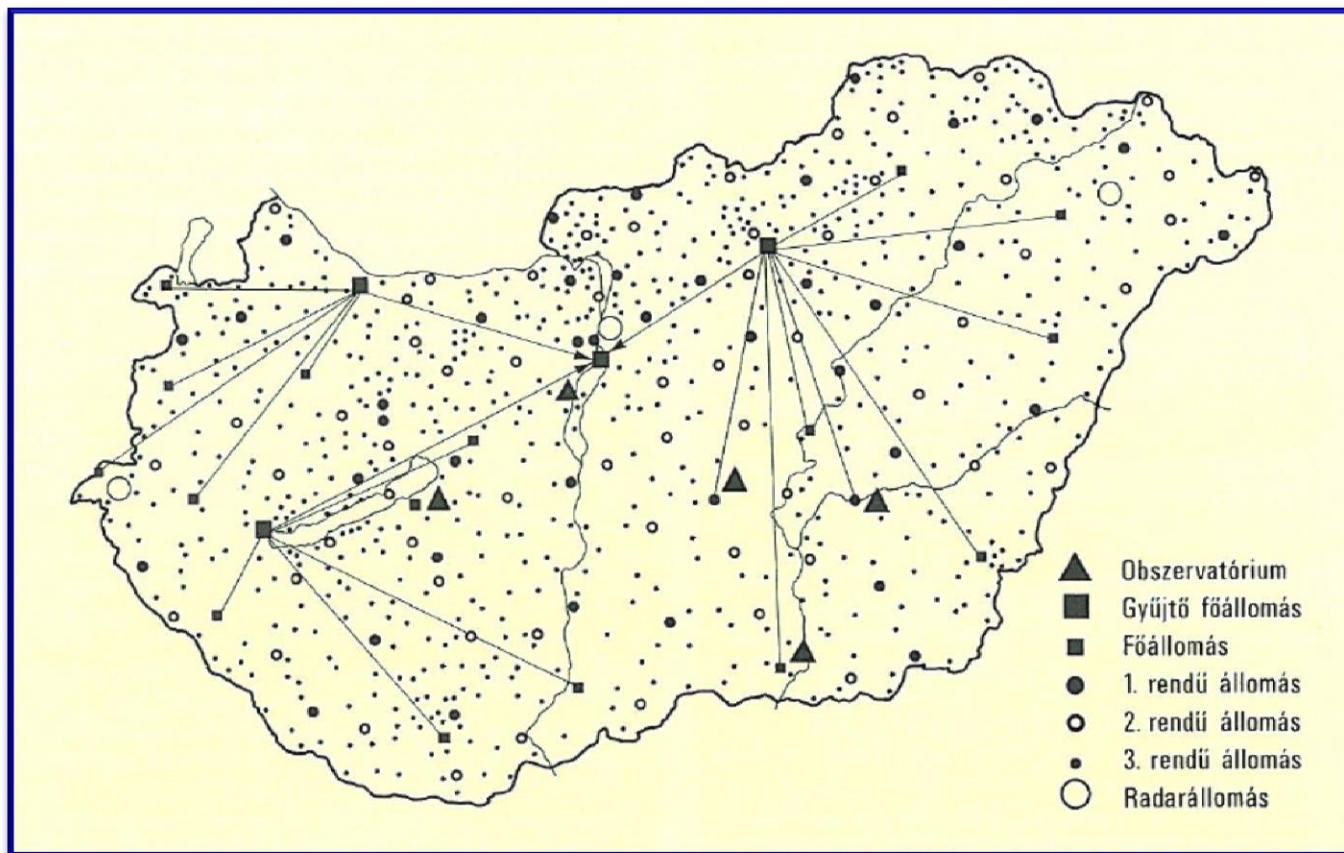 Obszervatórium
Gyűjtő főállomás
Főállomás
1. rendű állomás
2. rendű állomás
3. rendű állomás
Radarállomás